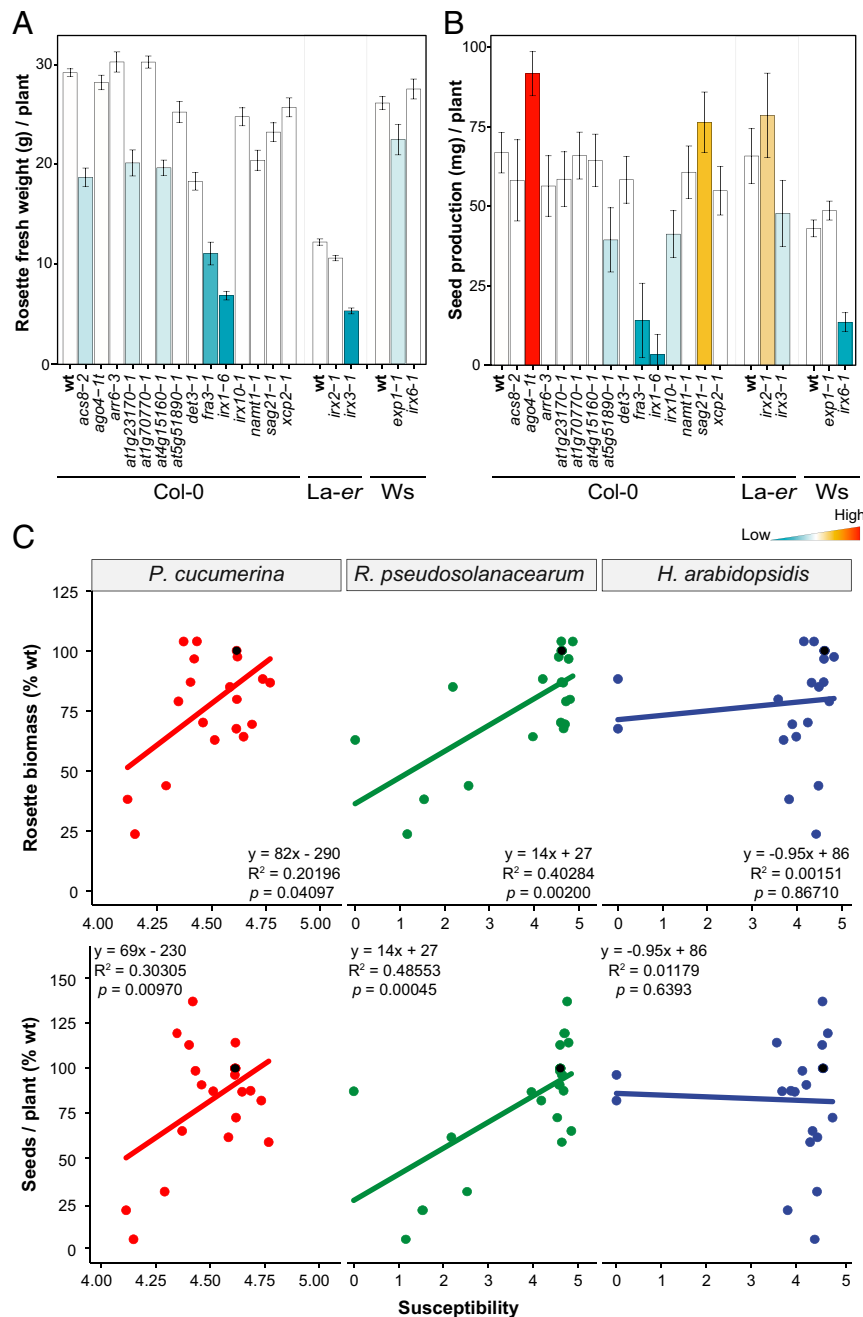 A
Rosette fresh weight (g) / plant
30
20
10
0
wt
acs8-2
ago4-1t
arr6-3
at1g23170-1
at1g70770-1
at4g15160-1
at5g51890-1
det3-1
fra3-1
irx1-6
irx10-1
namt1-1
sag21-1
xcp2-1
wt
irx2-1
irx3-1
wt
exp1-1
irx6-1
Col-0 La-er Ws
B
Seed production (mg) / plant
100
75
50
25
0
wt
acs8-2
ago4-1t
arr6-3
at1g23170-1
at1g70770-1
at4g15160-1
at5g51890-1
det3-1
fra3-1
irx1-6
irx10-1
namt1-1
sag21-1
xcp2-1
wt
irx2-1
irx3-1
wt
exp1-1
irx6-1
Col-0 La-er Ws
Low High
C
P. cucumerina R. pseudosolanacearum H. arabidopsidis
Rosette biomass (% wt)
125
100
75
50
25
0
y = 82x - 290
R² = 0.20196
p = 0.04097
y = 14x + 27
R² = 0.40284
p = 0.00200
y = -0.95x + 86
R² = 0.00151
p = 0.86710
4.00 4.25 4.50 4.75 5.00 0 1 2 3 4 5 0 1 2 3 4 5
Seeds / plant (% wt)
150
125
100
75
50
25
0
y = 69x - 230
R² = 0.30305
p = 0.00970
y = 14x + 27
R² = 0.48553
p = 0.00045
y = -0.95x + 86
R² = 0.01179
p = 0.6393
4.00 4.25 4.50 4.75 5.00 0 1 2 3 4 5 0 1 2 3 4 5
Susceptibility